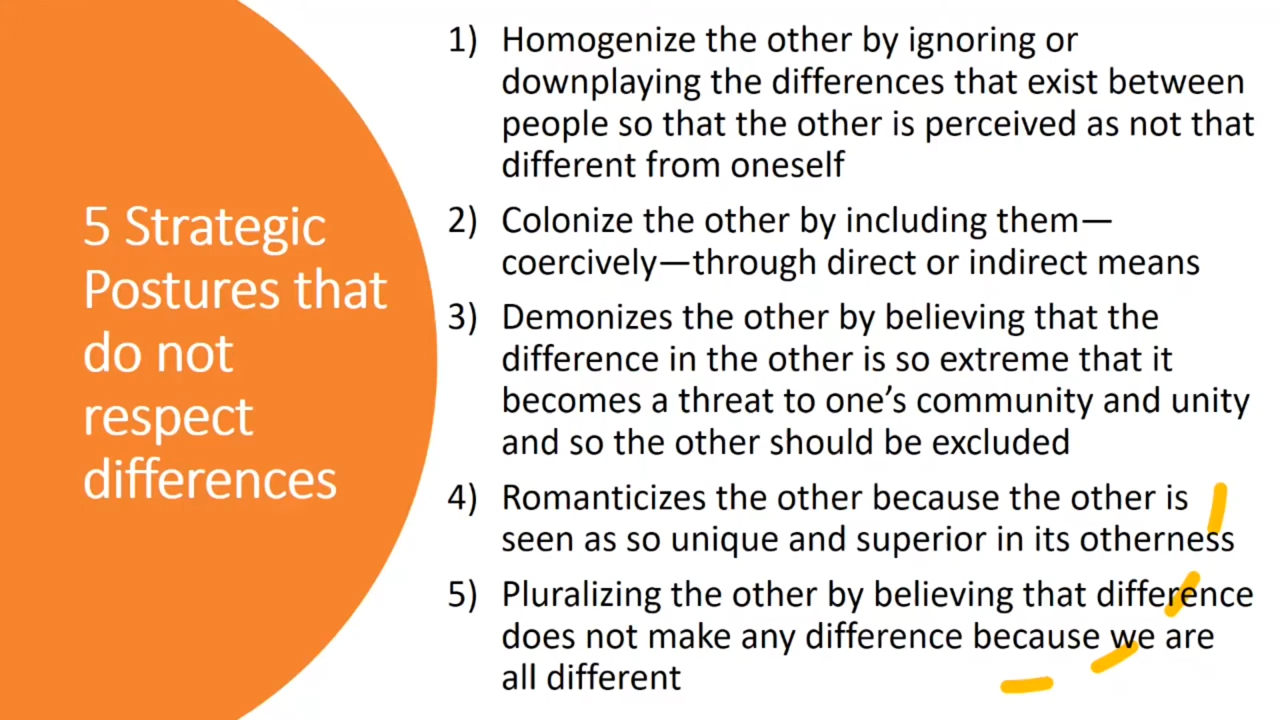 5 Strategic
Postures that
do not
respect
differences
1) Homogenize the other by ignoring or
downplaying the differences that exist between
people so that the other is perceived as not that
different from oneself
2) Colonize the other by including them—
coercively—through direct or indirect means
3) Demonizes the other by believing that the
difference in the other is so extreme that it
becomes a threat to one’s community and unity
and so the other should be excluded
4) Romanticizes the other because the other is
seen as so unique and superior in its otherness
5) Pluralizing the other by believing that difference
does not make any difference because we are
all different